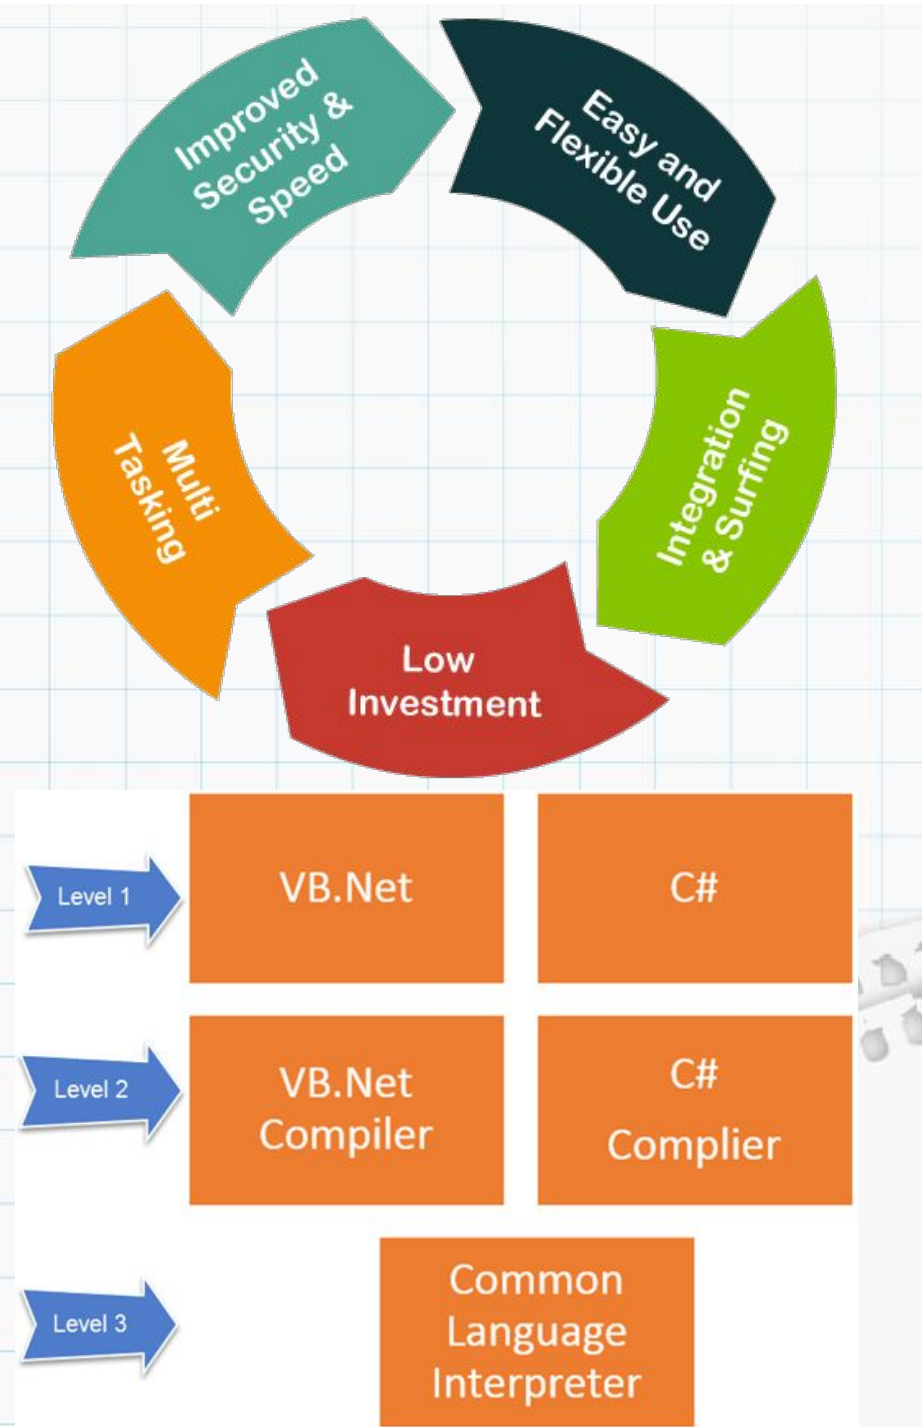 Improved
Security &
Speed
Easy and
Flexible Use
Integration
& Surfing
Multi
Tasking
Low
Investment
Level 1
VB.Net
C#
Level 2
VB.Net
Compiler
C#
Complier
Level 3
Common
Language
Interpreter